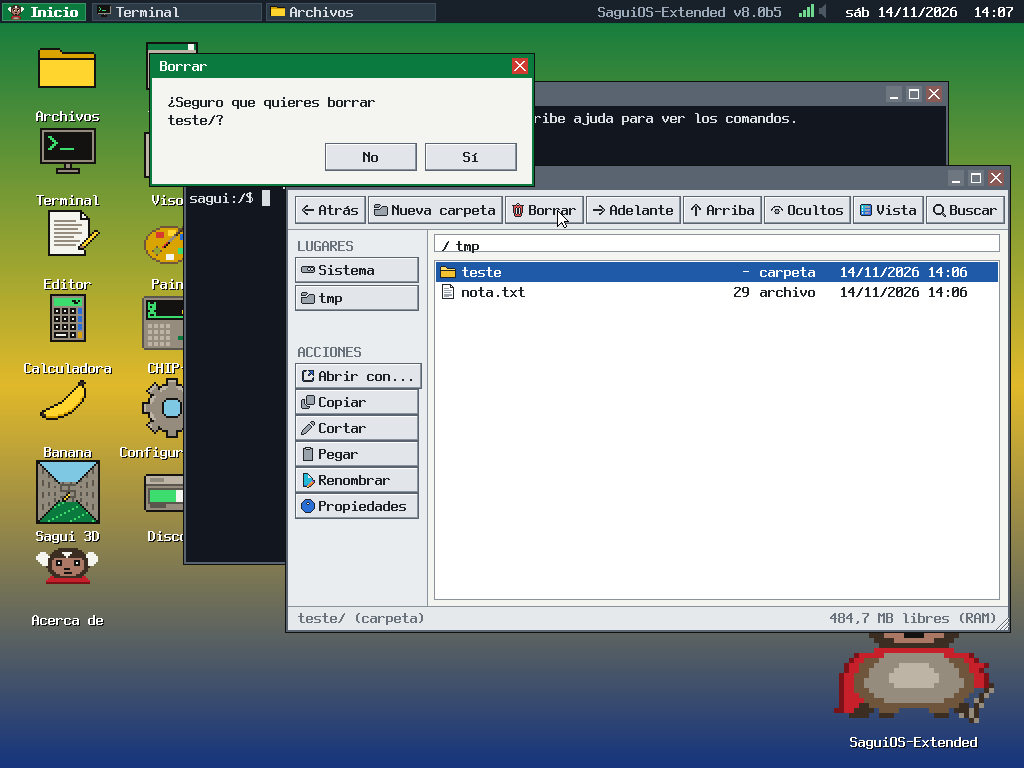 Inicio
Terminal
Archivos
SaguiOS-Extended v8.0b5
sáb 14/11/2026 14:07
Archivos
Terminal
Editor
Calculadora
Banana
Sagui 3D
Acerca de
Viso
Pain
CHIP-
Configur
Disco
Borrar
¿Seguro que quieres borrar
teste/?
No
Sí
ribe ajuda para ver los comandos.
sagui:/$
Atrás
Nueva carpeta
Borrar
Adelante
Arriba
Ocultos
Vista
Buscar
LUGARES
Sistema
tmp
ACCIONES
Abrir con...
Copiar
Cortar
Pegar
Renombrar
Propiedades
/ tmp
teste - carpeta 14/11/2026 14:06
nota.txt 29 archivo 14/11/2026 14:06
teste/ (carpeta)
484,7 MB libres (RAM)
SaguiOS-Extended